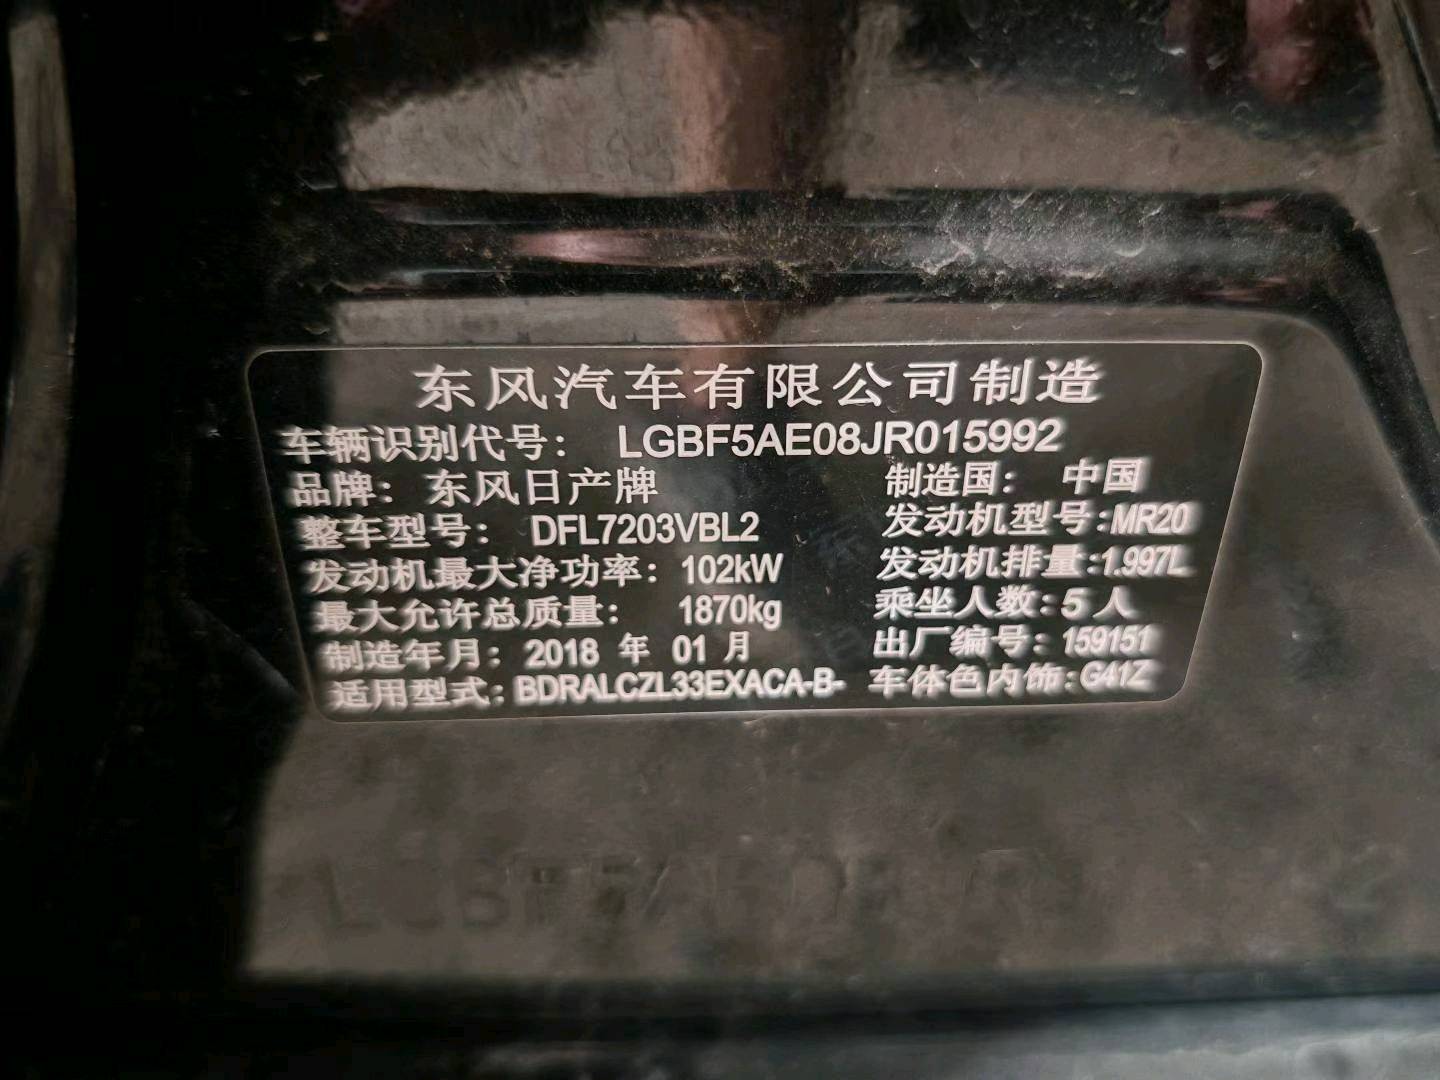 东风汽车有限公司制造
车辆识别代号: LGBF5AE08JR015992
品牌: 东风日产牌 制造国: 中国
整车型号: DFL7203VBL2 发动机型号:MR20
发动机最大净功率: 102kW 发动机排量:1.997L
最大允许总质量: 1870kg 乘坐人数:5人
制造年月: 2018 年 01 月 出厂编号:159151
适用型式:BDRALCZL33EXACA-B- 车体色内饰:G41Z